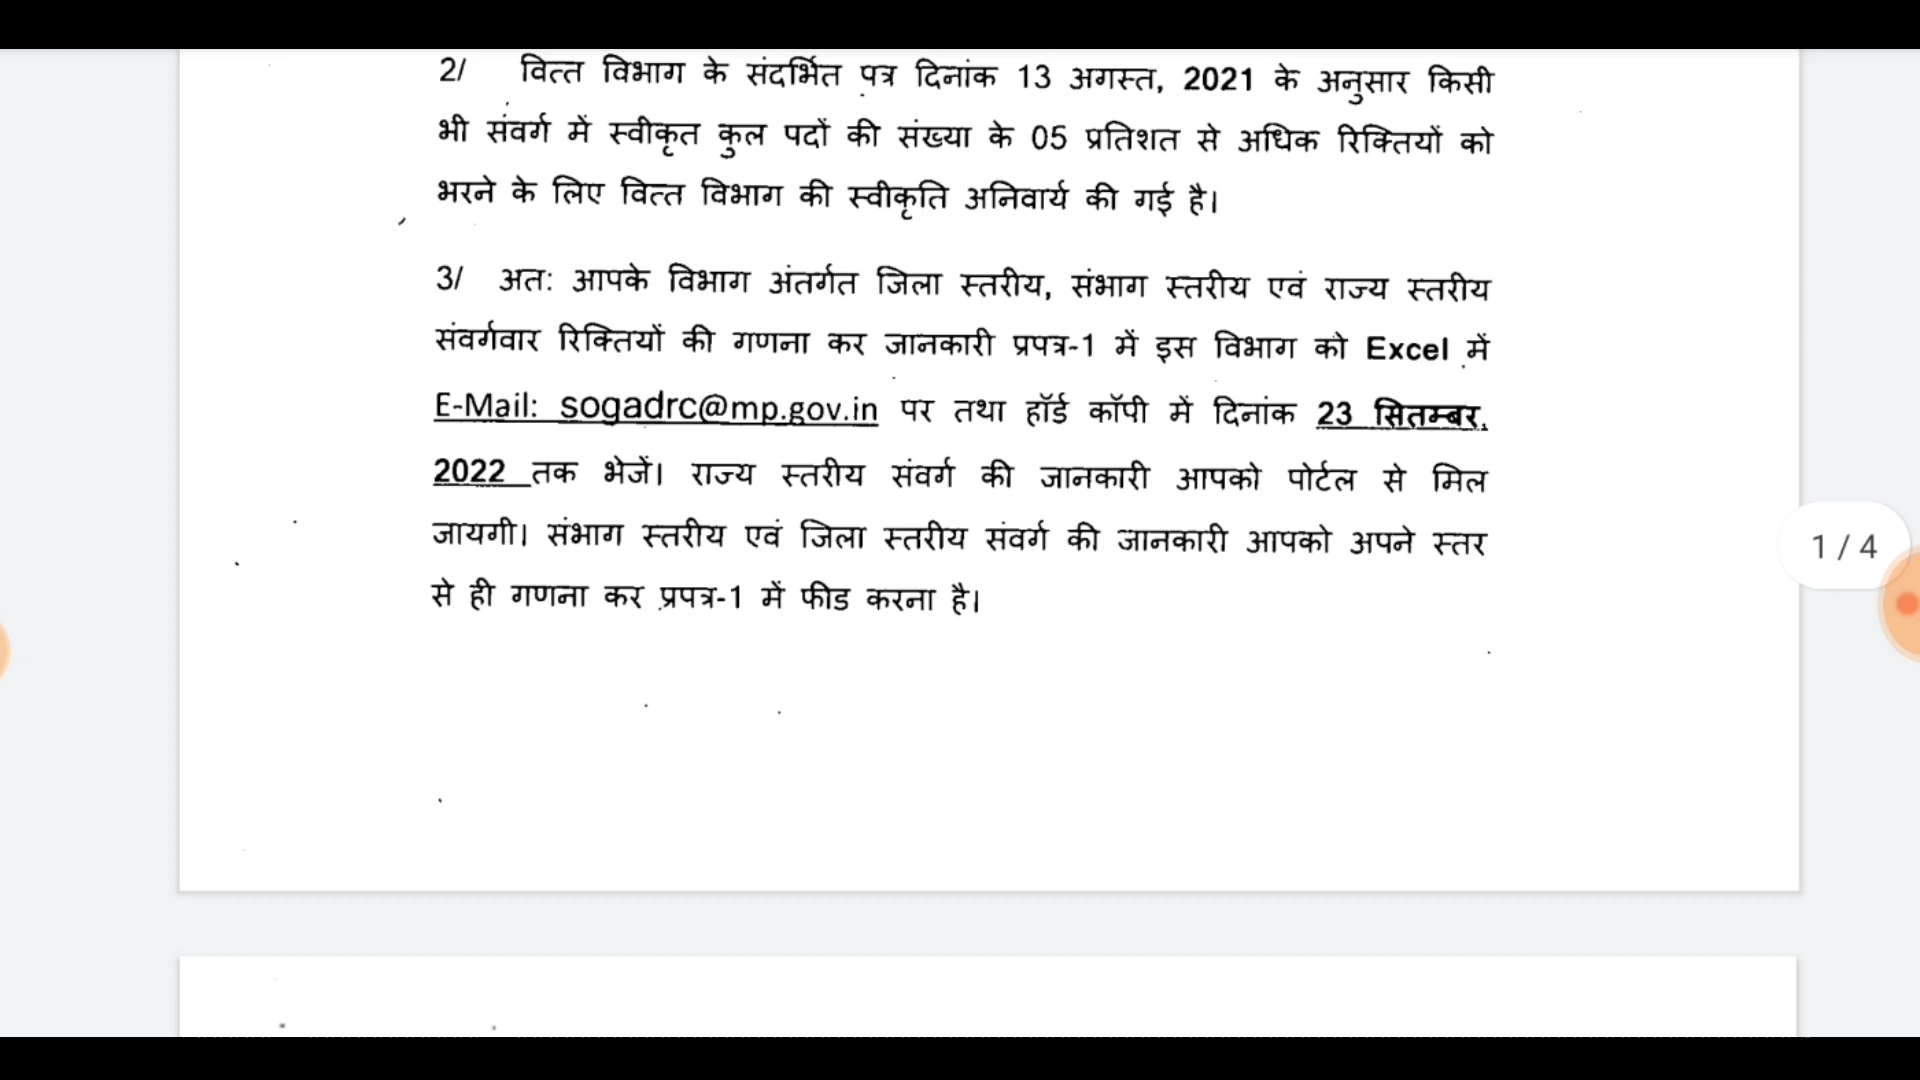 2/ वित्त विभाग के संदर्भित पत्र दिनांक 13 अगस्त, 2021 के अनुसार किसी
भी संवर्ग में स्वीकृत कुल पदों की संख्या के 05 प्रतिशत से अधिक रिक्तियों को
भरने के लिए वित्त विभाग की स्वीकृति अनिवार्य की गई है।
3/ अत: आपके विभाग अंतर्गत जिला स्तरीय, संभाग स्तरीय एवं राज्य स्तरीय
संवर्गवार रिक्तियों की गणना कर जानकारी प्रपत्र-1 में इस विभाग को Excel में
E-Mail: sogadrc@mp.gov.in पर तथा हॉर्ड कॉपी में दिनांक 23 सितम्बर,
2022 तक भेजें। राज्य स्तरीय संवर्ग की जानकारी आपको पोर्टल से मिल
जायगी। संभाग स्तरीय एवं जिला स्तरीय संवर्ग की जानकारी आपको अपने स्तर
से ही गणना कर प्रपत्र-1 में फीड करना है।
1 / 4